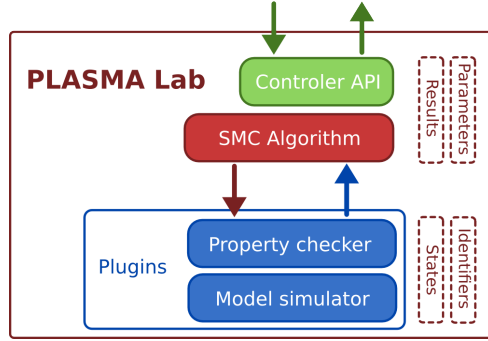 PLASMA Lab
Controler API
Results
Parameters
SMC Algorithm
Plugins
Property checker
Model simulator
States
Identifiers